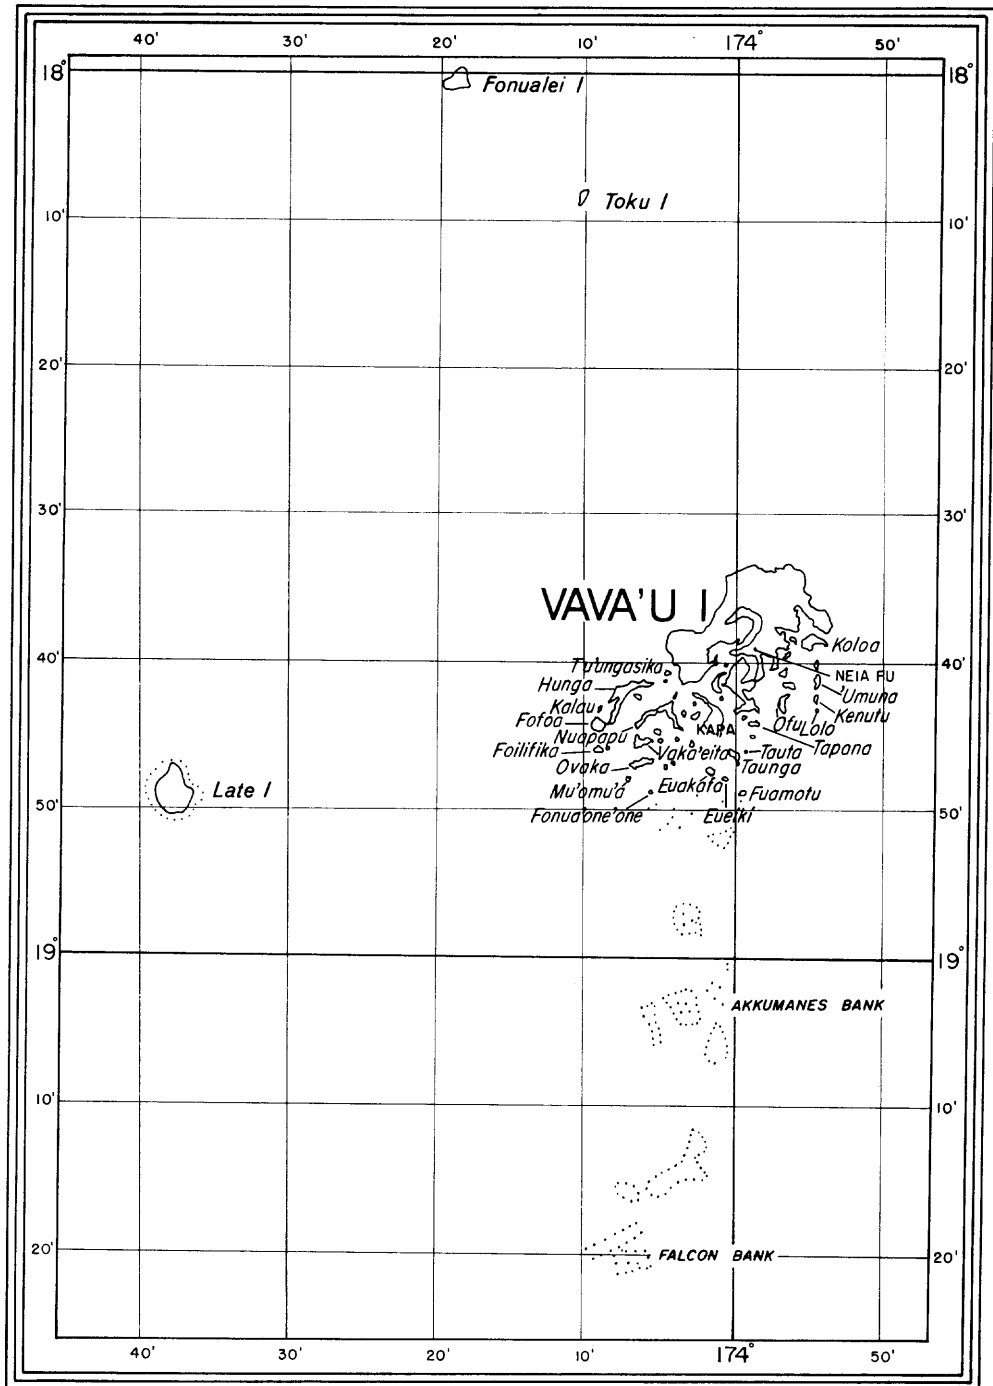 40' 30' 20' 10' 174° 50'
18° 18°
Fonualei I
Toku I
10' 10'
20' 20'
30' 30'
VAVA'U I
Koloa
40' 40'
Tu'ungasika
NEIA FU
Hunga
'Umuna
Kalau
Kenutu
Fofoa
Ofu Lolo
Nuapapu KAPA
Tapana
Foilifika Vaka'eita Tauta
Ovaka Taunga
Late I
Mu'omu'a Euakafa Fuamotu
50' 50'
Fonua'one'one Eueiki
19° 19°
AKKUMANES BANK
10' 10'
20' 20'
FALCON BANK
40' 30' 20' 10' 174° 50'